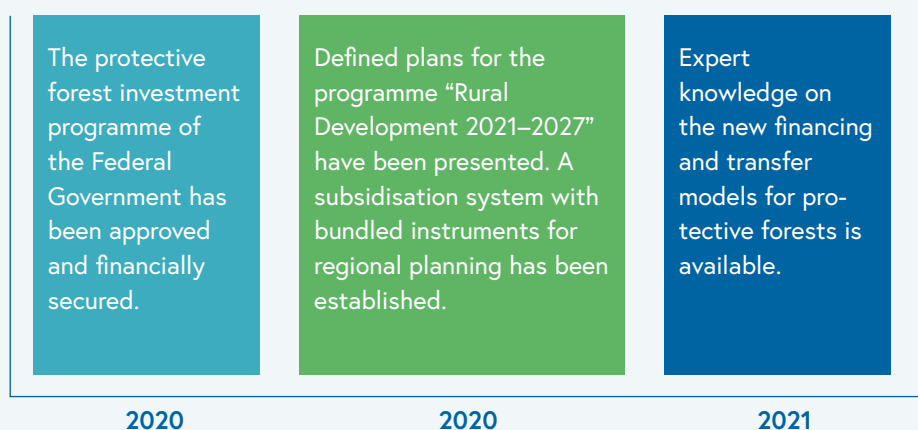 The protective
forest investment
programme of
the Federal
Government has
been approved
and financially
secured.
Defined plans for the
programme “Rural
Development 2021–2027”
have been presented. A
subsidisation system with
bundled instruments for
regional planning has been
established.
Expert
knowledge on
the new financing
and transfer
models for pro-
tective forests is
available.
2020
2020
2021